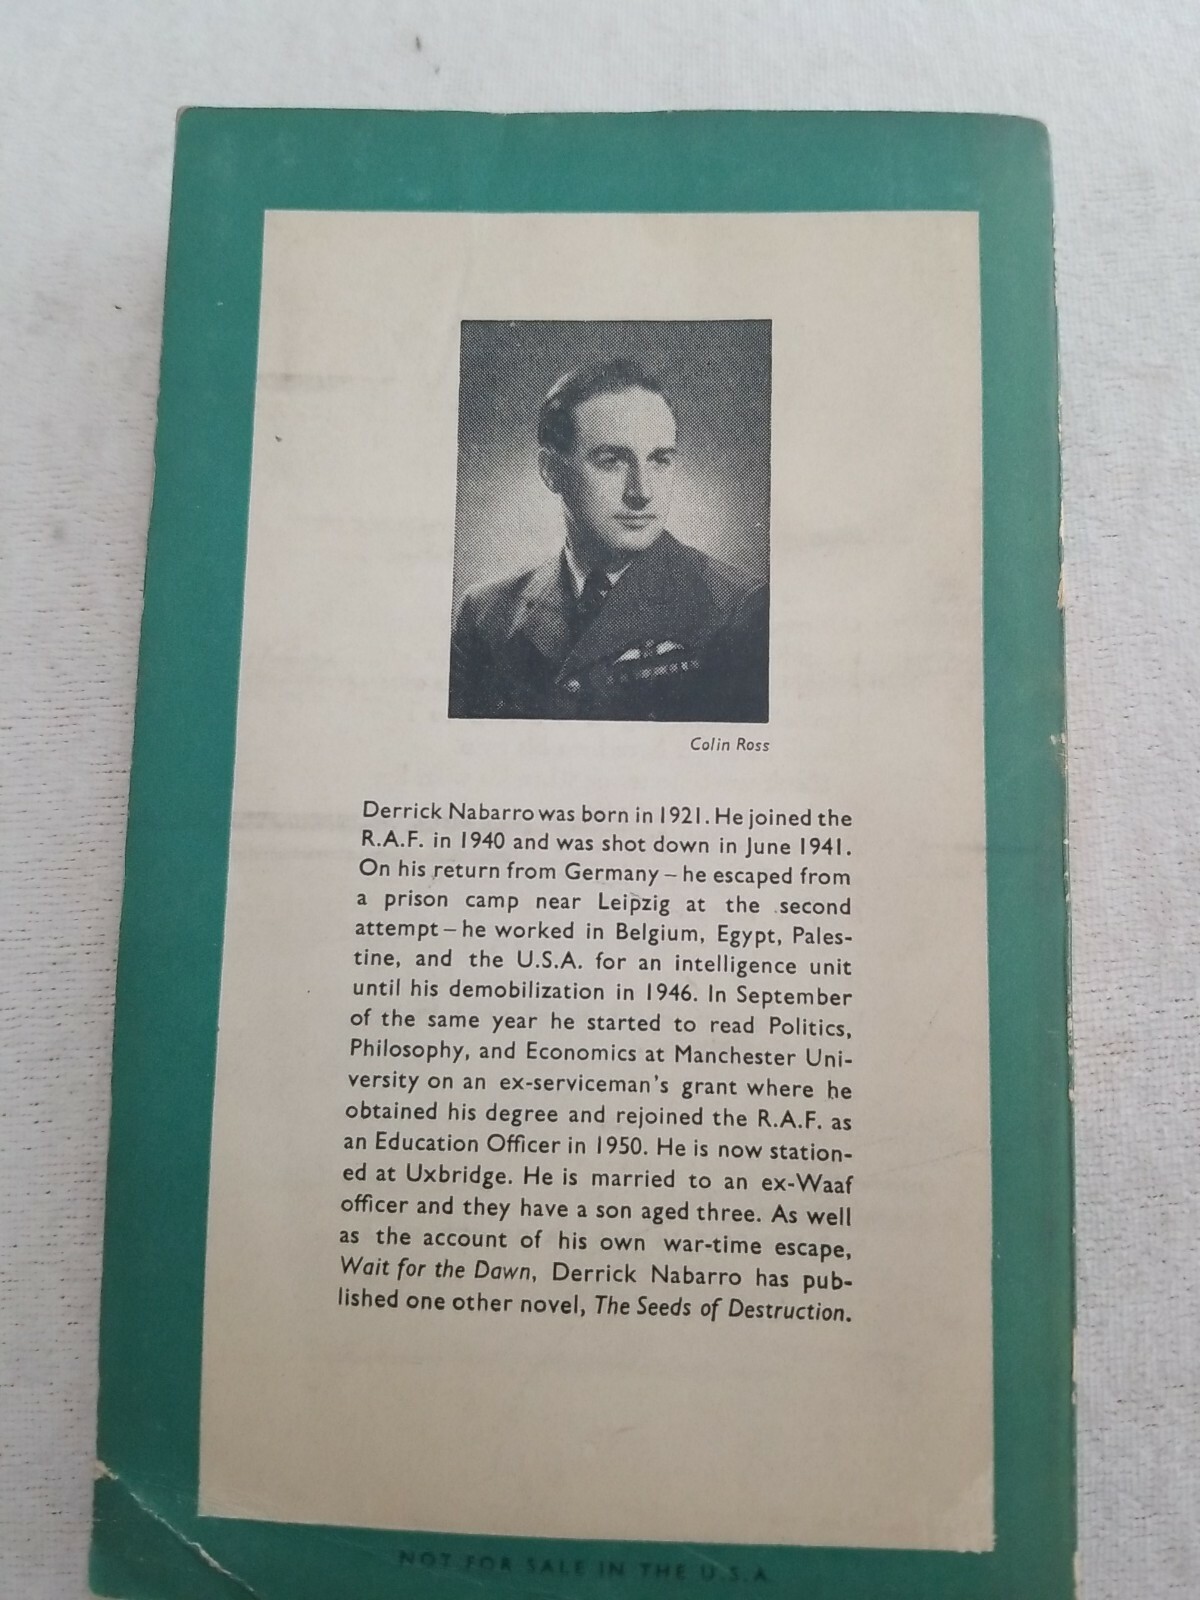 Colin Ross
Derrick Nabarro was born in 1921. He joined the
R.A.F. in 1940 and was shot down in June 1941.
On his return from Germany – he escaped from
a prison camp near Leipzig at the second
attempt – he worked in Belgium, Egypt, Pales-
tine, and the U.S.A. for an intelligence unit
until his demobilization in 1946. In September
of the same year he started to read Politics,
Philosophy, and Economics at Manchester Uni-
versity on an ex-serviceman's grant where he
obtained his degree and rejoined the R.A.F. as
an Education Officer in 1950. He is now station-
ed at Uxbridge. He is married to an ex-Waaf
officer and they have a son aged three. As well
as the account of his own war-time escape,
Wait for the Dawn, Derrick Nabarro has pub-
lished one other novel, The Seeds of Destruction.
NOT FOR SALE IN THE U.S.A